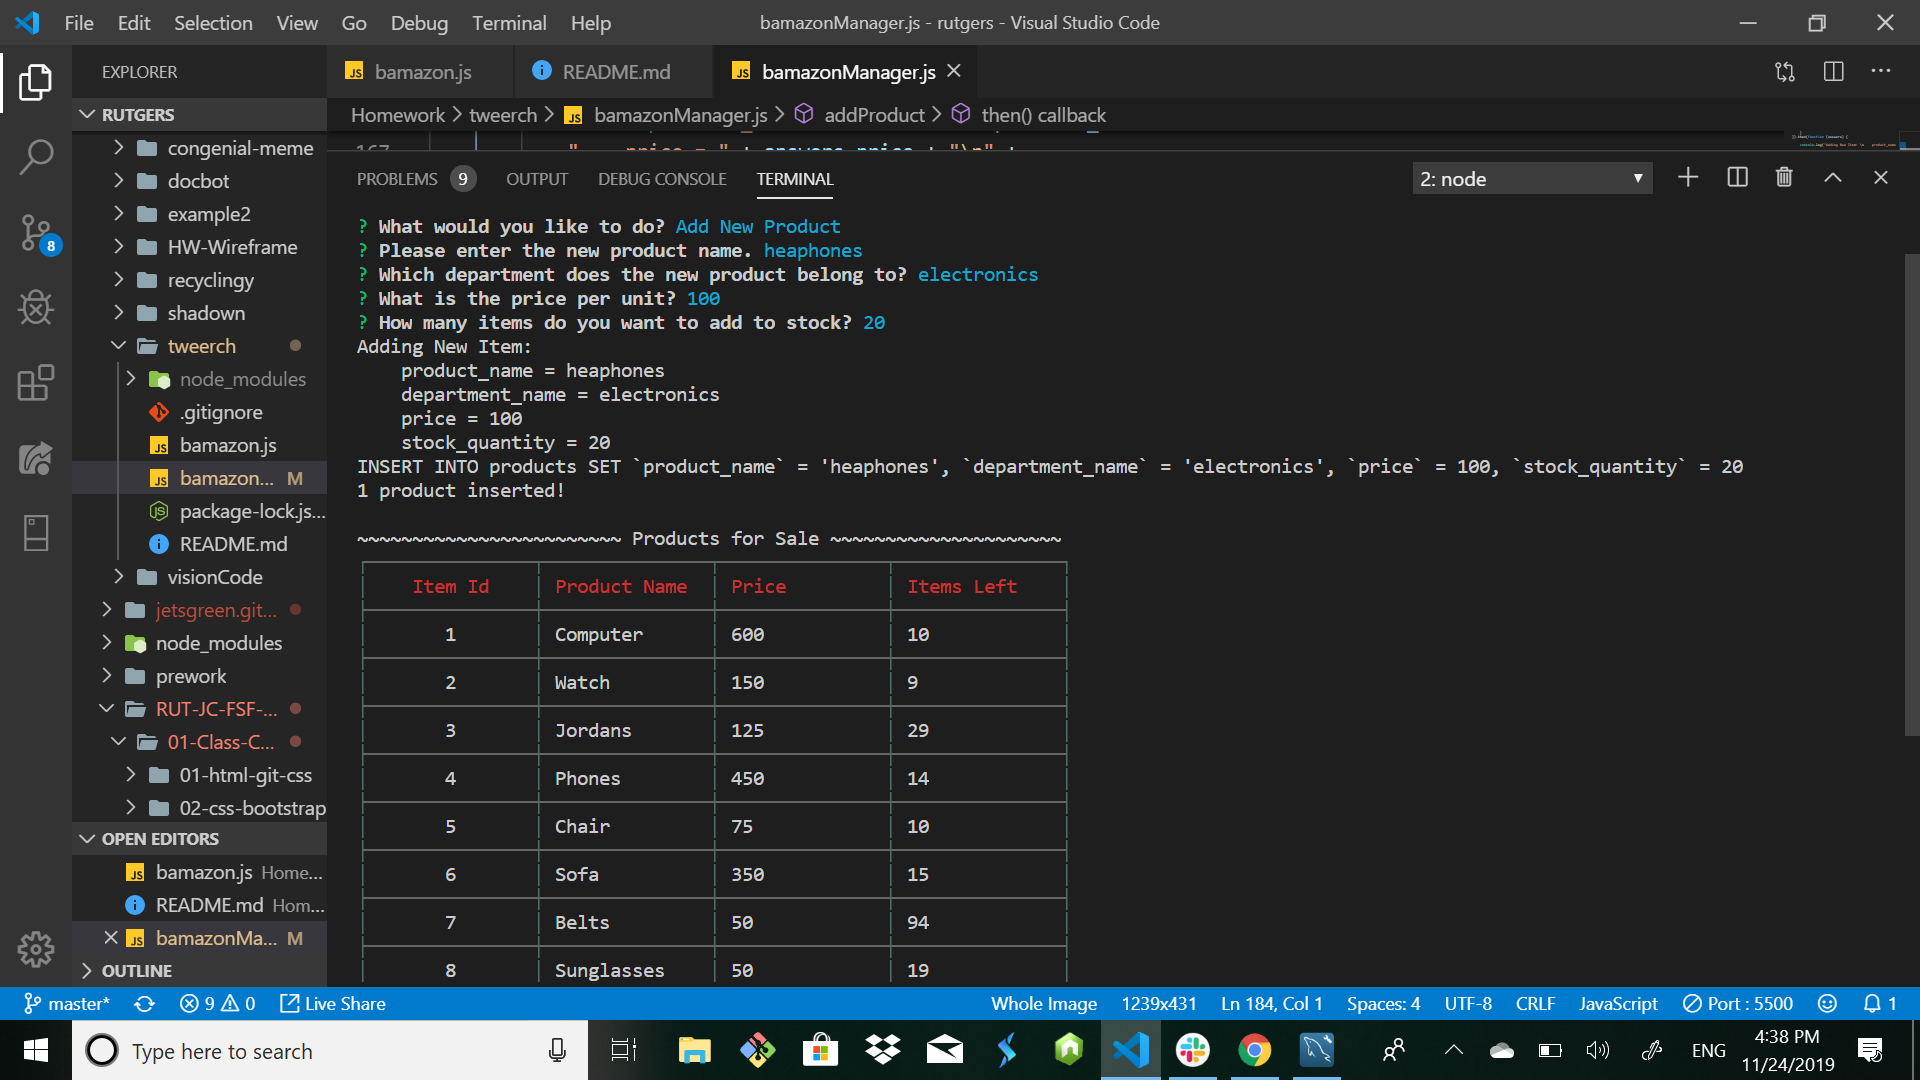 File Edit Selection View Go Debug Terminal Help bamazonManager.js - rutgers - Visual Studio Code
EXPLORER
JS bamazon.js README.md JS bamazonManager.js
RUTGERS
Homework > tweerch > JS bamazonManager.js > addProduct > then() callback
congenial-meme
docbot
example2
HW-Wireframe
recyclingy
shadown
tweerch
node_modules
.gitignore
JS bamazon.js
JS bamazon... M
package-lock.js...
README.md
visionCode
jetsgreen.git...
node_modules
prework
RUT-JC-FSF-...
01-Class-C...
01-html-git-css
02-css-bootstrap
OPEN EDITORS
JS bamazon.js Home...
README.md Hom...
JS bamazonMa... M
OUTLINE
8
PROBLEMS 9 OUTPUT DEBUG CONSOLE TERMINAL 2: node
? What would you like to do? Add New Product
? Please enter the new product name. heaphones
? Which department does the new product belong to? electronics
? What is the price per unit? 100
? How many items do you want to add to stock? 20
Adding New Item:
product_name = heaphones
department_name = electronics
price = 100
stock_quantity = 20
INSERT INTO products SET `product_name` = 'heaphones', `department_name` = 'electronics', `price` = 100, `stock_quantity` = 20
1 product inserted!
~~~~~~~~~~~~~~~~~~~~~~~~ Products for Sale ~~~~~~~~~~~~~~~~~~~~~
Item Id Product Name Price Items Left
1 Computer 600 10
2 Watch 150 9
3 Jordans 125 29
4 Phones 450 14
5 Chair 75 10
6 Sofa 350 15
7 Belts 50 94
8 Sunglasses 50 19
master* 9 0 Live Share Whole Image 1239x431 Ln 184, Col 1 Spaces: 4 UTF-8 CRLF JavaScript Port : 5500 1
Type here to search ENG 4:38 PM
11/24/2019